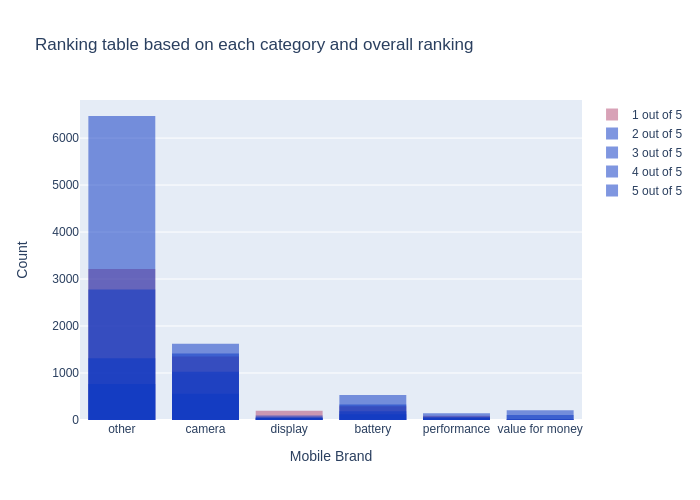 Ranking table based on each category and overall ranking
1 out of 5
2 out of 5
3 out of 5
4 out of 5
5 out of 5
Count
6000
5000
4000
3000
2000
1000
0
other camera display battery performance value for money
Mobile Brand